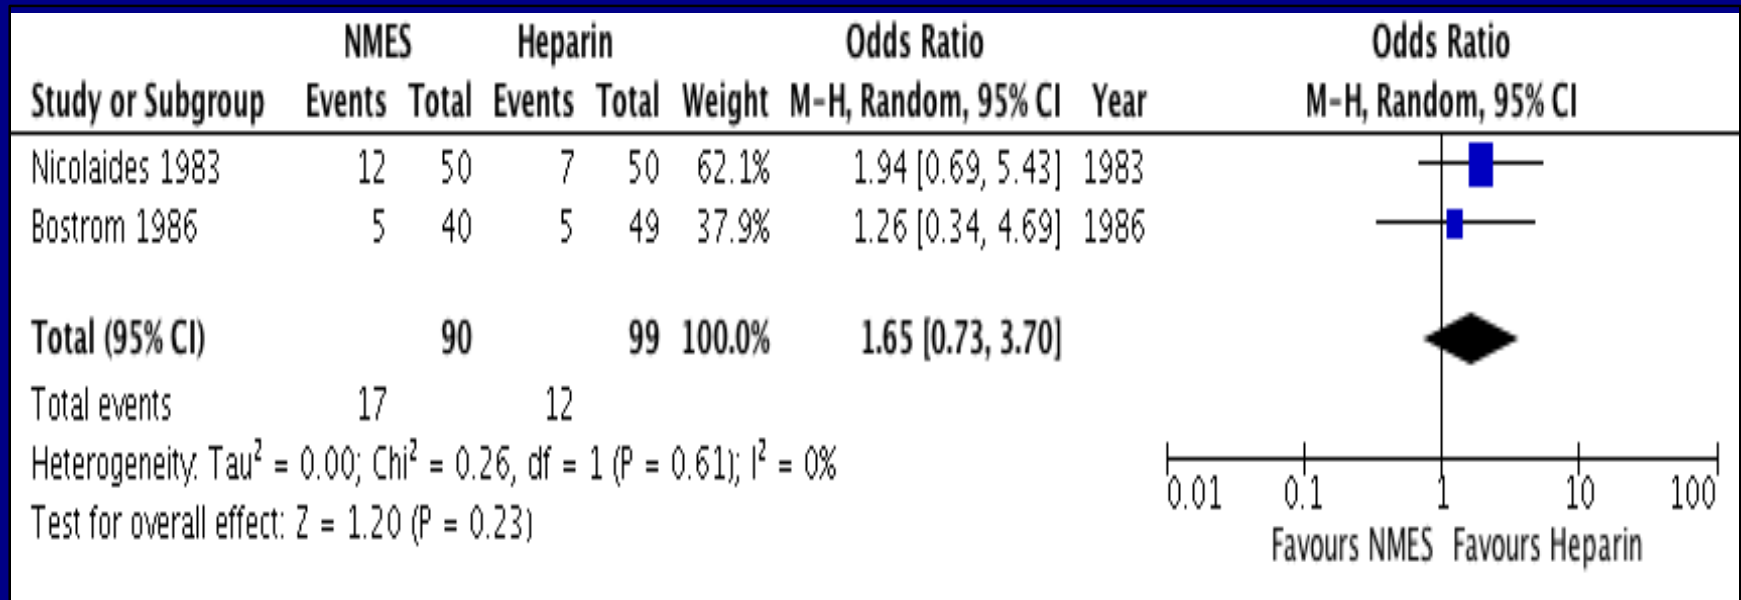 NMES Heparin Odds Ratio Odds Ratio
Study or Subgroup Events Total Events Total Weight M-H, Random, 95% CI Year M-H, Random, 95% CI
Nicolaides 1983 12 50 7 50 62.1% 1.94 [0.69, 5.43] 1983
Bostrom 1986 5 40 5 49 37.9% 1.26 [0.34, 4.69] 1986
Total (95% CI) 90 99 100.0% 1.65 [0.73, 3.70]
Total events 17 12
Heterogeneity: Tau² = 0.00; Chi² = 0.26, df = 1 (P = 0.61); I² = 0%
Test for overall effect: Z = 1.20 (P = 0.23)
0.01 0.1 1 10 100
Favours NMES Favours Heparin